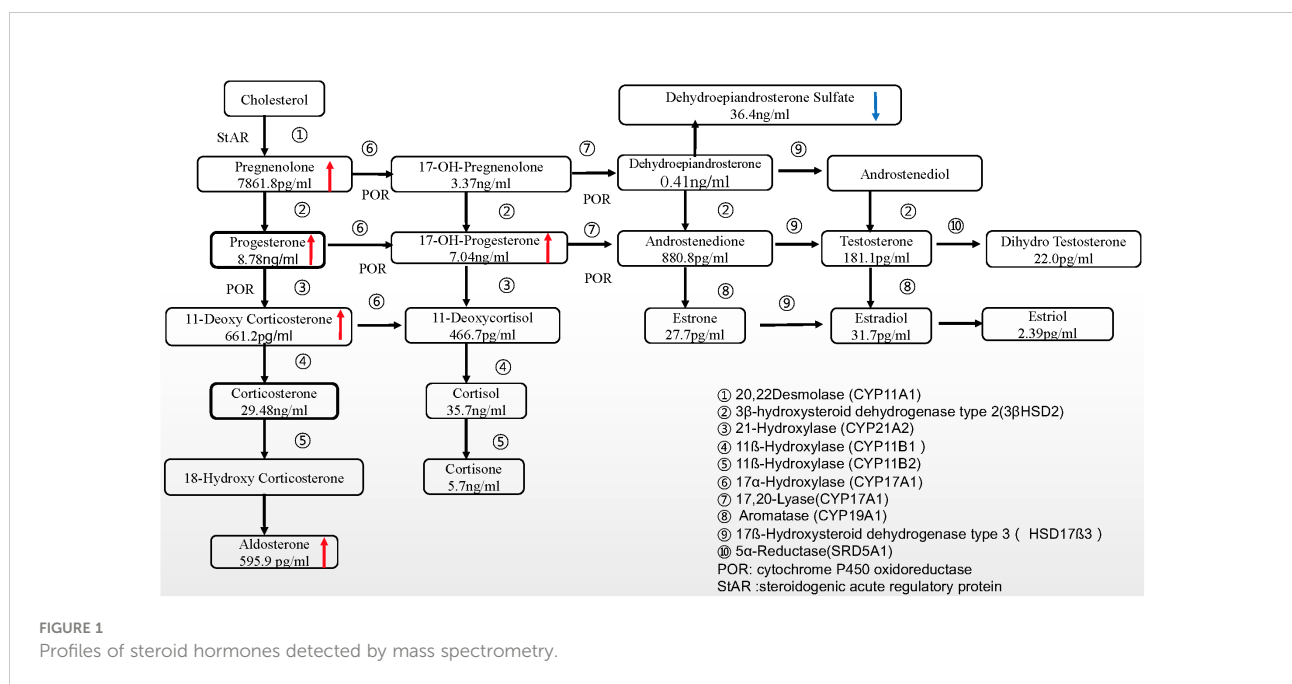 Cholesterol
Dehydroepiandrosterone Sulfate
36.4ng/ml
StAR
①
Pregnenolone
7861.8pg/ml
⑥
POR
17-OH-Pregnenolone
3.37ng/ml
⑦
POR
Dehydroepiandrosterone
0.41ng/ml
⑨
Androstenediol
②
②
②
②
Progesterone
8.78ng/ml
⑥
POR
17-OH-Progesterone
7.04ng/ml
⑦
POR
Androstenedione
880.8pg/ml
⑨
Testosterone
181.1pg/ml
⑩
Dihydro Testosterone
22.0pg/ml
POR
③
③
⑧
⑧
11-Deoxy Corticosterone
661.2pg/ml
⑥
11-Deoxycortisol
466.7pg/ml
Estrone
27.7pg/ml
⑨
Estradiol
31.7pg/ml
Estriol
2.39pg/ml
④
④
Corticosterone
29.48ng/ml
Cortisol
35.7ng/ml
⑤
⑤
18-Hydroxy Corticosterone
Cortisone
5.7ng/ml
Aldosterone
595.9 pg/ml
① 20,22Desmolase (CYP11A1)
② 3β-hydroxysteroid dehydrogenase type 2(3βHSD2)
③ 21-Hydroxylase (CYP21A2)
④ 11ß-Hydroxylase (CYP11B1 )
⑤ 11ß-Hydroxylase (CYP11B2)
⑥ 17α-Hydroxylase (CYP17A1)
⑦ 17,20-Lyase(CYP17A1)
⑧ Aromatase (CYP19A1)
⑨ 17ß-Hydroxysteroid dehydrogenase type 3 ( HSD17ß3 )
⑩ 5α-Reductase(SRD5A1)
POR: cytochrome P450 oxidoreductase
StAR :steroidogenic acute regulatory protein
FIGURE 1
Profiles of steroid hormones detected by mass spectrometry.